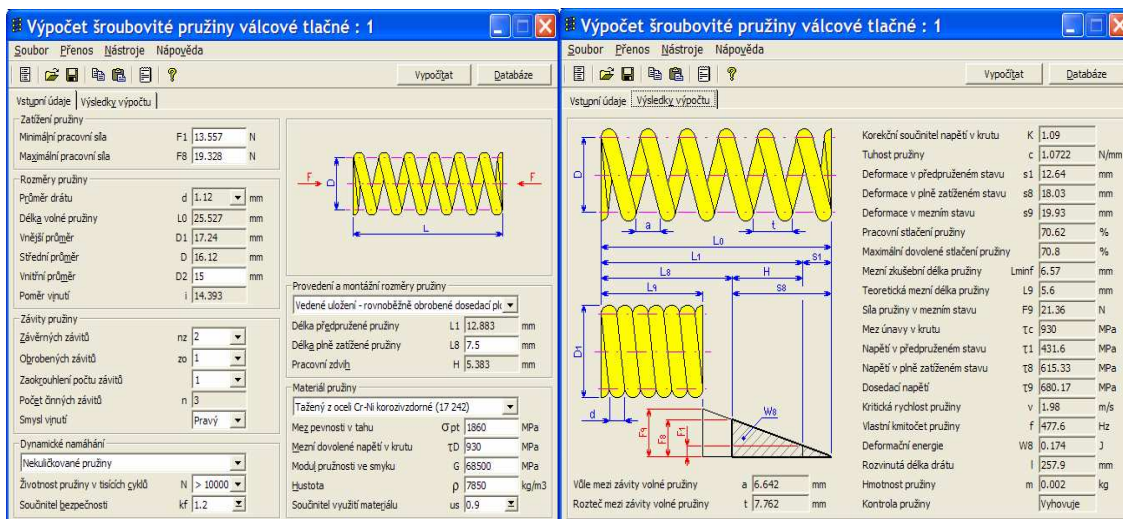 Výpočet šroubovité pružiny válcové tlačné : 1
Soubor Přenos Nástroje Nápověda
Vypočítat Databáze
Vstupní údaje Výsledky výpočtu
Zatížení pružiny
Minimální pracovní síla F1 13.557 N
Maximální pracovní síla F8 19.328 N
Rozměry pružiny
Průměr drátu d 1.12 mm
Délka volné pružiny L0 25.527 mm
Vnější průměr D1 17.24 mm
Střední průměr D 16.12 mm
Vnitřní průměr D2 15 mm
Poměr vinutí i 14.393
Závity pružiny
Závěrných závitů nz 2
Obrobených závitů zo 1
Zaokrouhlení počtu závitů 1
Počet činných závitů n 3
Smysl vinutí Pravý
Dynamické namáhání
Nekuličkované pružiny
Životnost pružiny v tisících cyklů N > 10000
Součinitel bezpečnosti kf 1.2
F D F
L
Provedení a montážní rozměry pružiny
Vedené uložení - rovnoběžně obrobené dosedací plo
Délka předpružené pružiny L1 12.883 mm
Délka plně zatížené pružiny L8 7.5 mm
Pracovní zdvih H 5.383 mm
Materiál pružiny
Tažený z oceli Cr-Ni korozivzdorné (17 242)
Mez pevnosti v tahu σpt 1860 MPa
Mezní dovolené napětí v krutu τD 930 MPa
Modul pružnosti ve smyku G 68500 MPa
Hustota ρ 7850 kg/m3
Součinitel využití materiálu us 0.9
Výpočet šroubovité pružiny válcové tlačné : 1
Soubor Přenos Nástroje Nápověda
Vypočítat Databáze
Vstupní údaje Výsledky výpočtu
D
a t
L0
L1 s1
L8 H
L9 s8
D1
d
W8
F9 F8 F1
Vůle mezi závity volné pružiny a 6.642 mm
Rozteč mezi závity volné pružiny t 7.762 mm
Korekční součinitel napětí v krutu K 1.09
Tuhost pružiny c 1.0722 N/mm
Deformace v předpruženém stavu s1 12.64 mm
Deformace v plně zatíženém stavu s8 18.03 mm
Deformace v mezním stavu s9 19.93 mm
Pracovní stlačení pružiny 70.62 %
Maximální dovolené stlačení pružiny 70.8 %
Mezní zkušební délka pružiny Lminf 6.57 mm
Teoretická mezní délka pružiny L9 5.6 mm
Síla pružiny v mezním stavu F9 21.36 N
Mez únavy v krutu τc 930 MPa
Napětí v předpruženém stavu τ1 431.6 MPa
Napětí v plně zatíženém stavu τ8 615.33 MPa
Dosedací napětí τ9 680.17 MPa
Kritická rychlost pružiny v 1.98 m/s
Vlastní kmitočet pružiny f 477.6 Hz
Deformační energie W8 0.174 J
Rozvinutá délka drátu l 257.9 mm
Hmotnost pružiny m 0.002 kg
Kontrola pružiny Vyhovuje